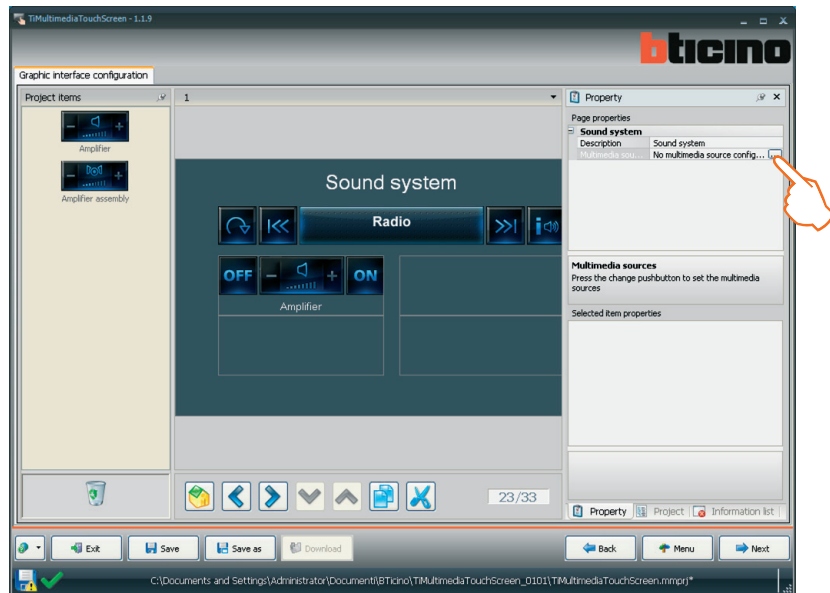 TiMultimediaTouchScreen - 1.1.9
bticino
Graphic interface configuration
Project items
Amplifier
Amplifier assembly
1
Sound system
Radio
OFF
ON
Amplifier
23/33
Property
Page properties
Sound system
Description Sound system
Multimedia sou... No multimedia source config... ...
Multimedia sources
Press the change pushbutton to set the multimedia
sources
Selected item properties
Property Project Information list
Exit Save Save as Download Back Menu Next
C:\Documents and Settings\Administrator\Documenti\BTicino\TiMultimediaTouchScreen_0101\TiMultimediaTouchScreen.mmprj*